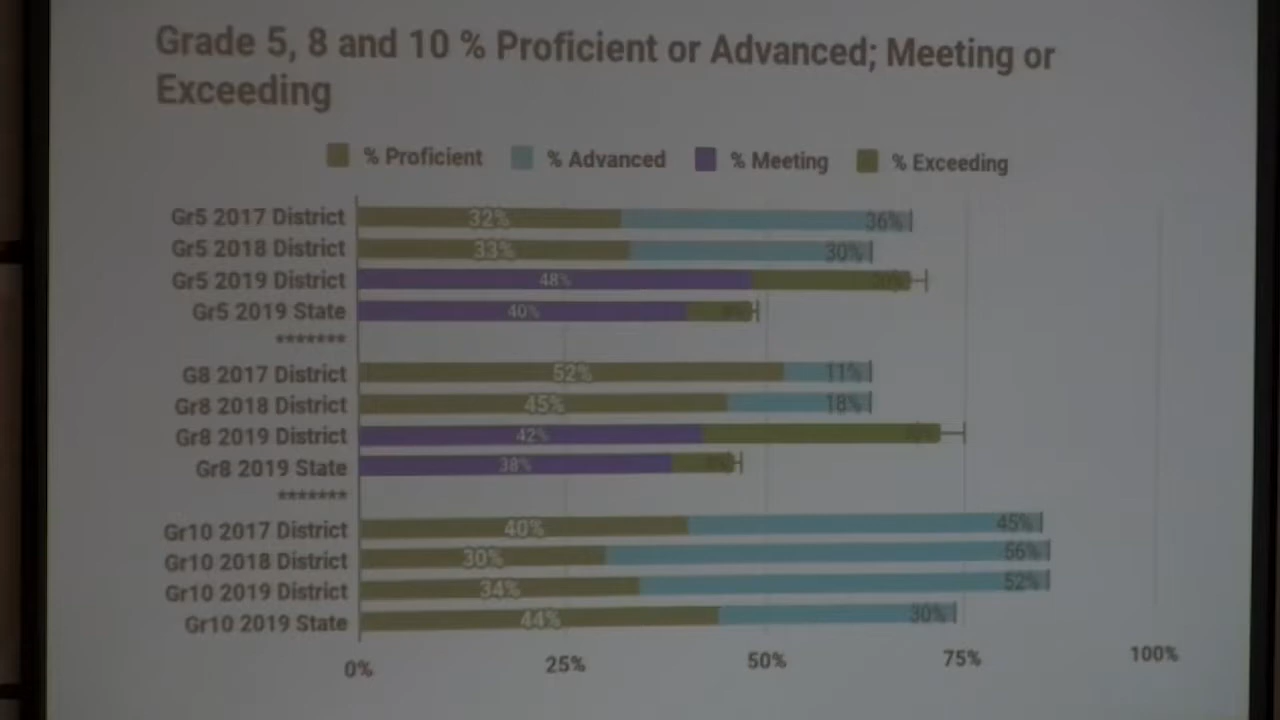 Grade 5, 8 and 10 % Proficient or Advanced; Meeting or
Exceeding
% Proficient % Advanced % Meeting % Exceeding
Gr5 2017 District 32% 36%
Gr5 2018 District 33% 30%
Gr5 2019 District 48%
Gr5 2019 State 40%
*******
G8 2017 District 52% 11%
Gr8 2018 District 45% 18%
Gr8 2019 District 42%
Gr8 2019 State 38%
*******
Gr10 2017 District 40% 45%
Gr10 2018 District 30% 56%
Gr10 2019 District 34% 52%
Gr10 2019 State 44% 30%
0% 25% 50% 75% 100%